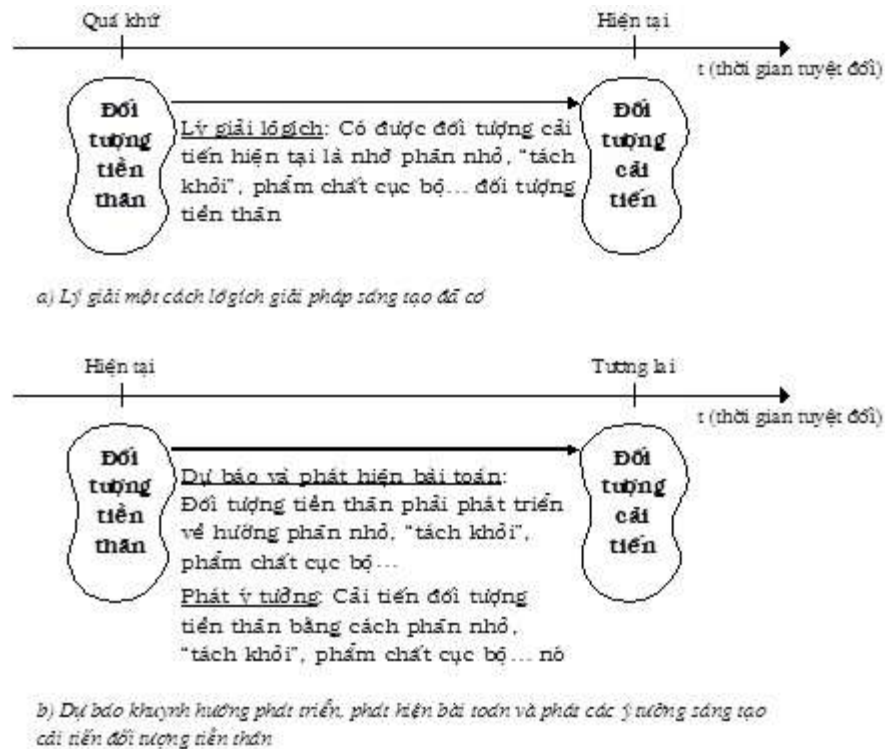 Quá khứ
Hiện tại
t (thời gian tuyệt đối)
Đối
tượng
tiền
thân
Lý giải lôgích: Có được đối tượng cải
tiến hiện tại là nhờ phân nhỏ, "tách
khỏi", phẩm chất cục bộ... đối tượng
tiền thân
Đối
tượng
cải
tiến
a) Lý giải một cách lôgích giải pháp sáng tạo đã có
Hiện tại
Tương lai
t (thời gian tuyệt đối)
Đối
tượng
tiền
thân
Dự báo và phát hiện bài toán:
Đối tượng tiền thân phải phát triển
về hướng phân nhỏ, "tách khỏi",
phẩm chất cục bộ...
Phát ý tưởng: Cải tiến đối tượng
tiền thân bằng cách phân nhỏ,
"tách khỏi", phẩm chất cục bộ... nó
Đối
tượng
cải
tiến
b) Dự báo khuynh hướng phát triển, phát hiện bài toán và phát các ý tưởng sáng tạo
cải tiến đối tượng tiền thân